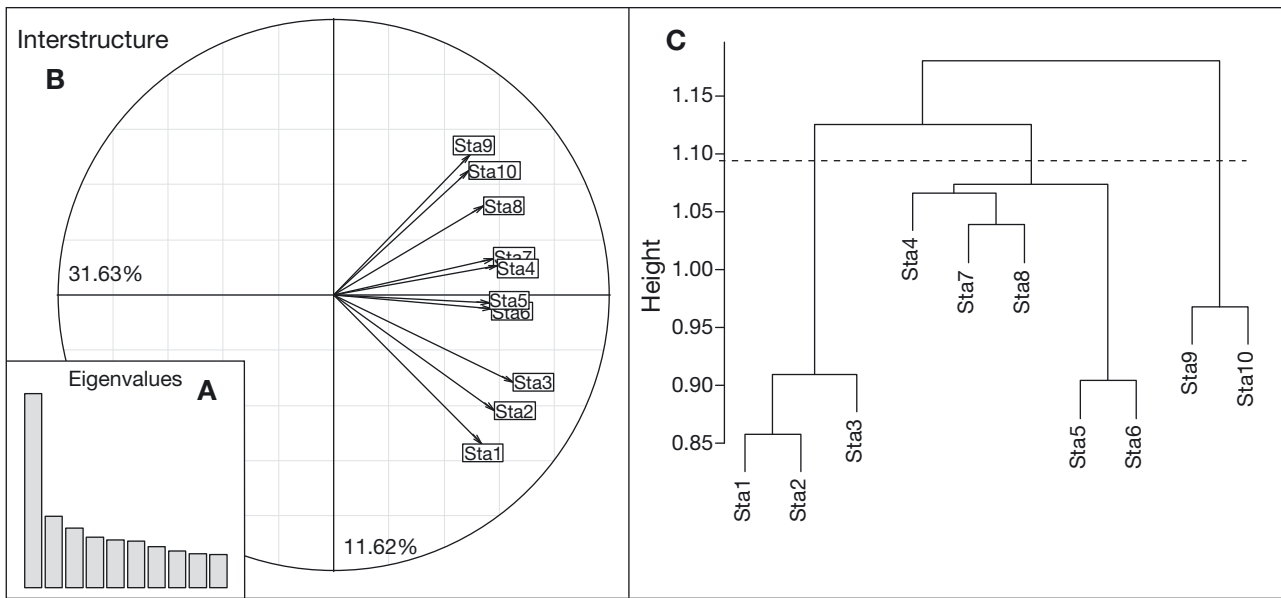 Interstructure
B
Sta9
Sta10
Sta8
Sta7
Sta4
Sta5
Sta6
Sta3
Sta2
Sta1
31.63%
11.62%
Eigenvalues
A
C
Height
1.15
1.10
1.05
1.00
0.95
0.90
0.85
Sta1
Sta2
Sta3
Sta4
Sta7
Sta8
Sta5
Sta6
Sta9
Sta10